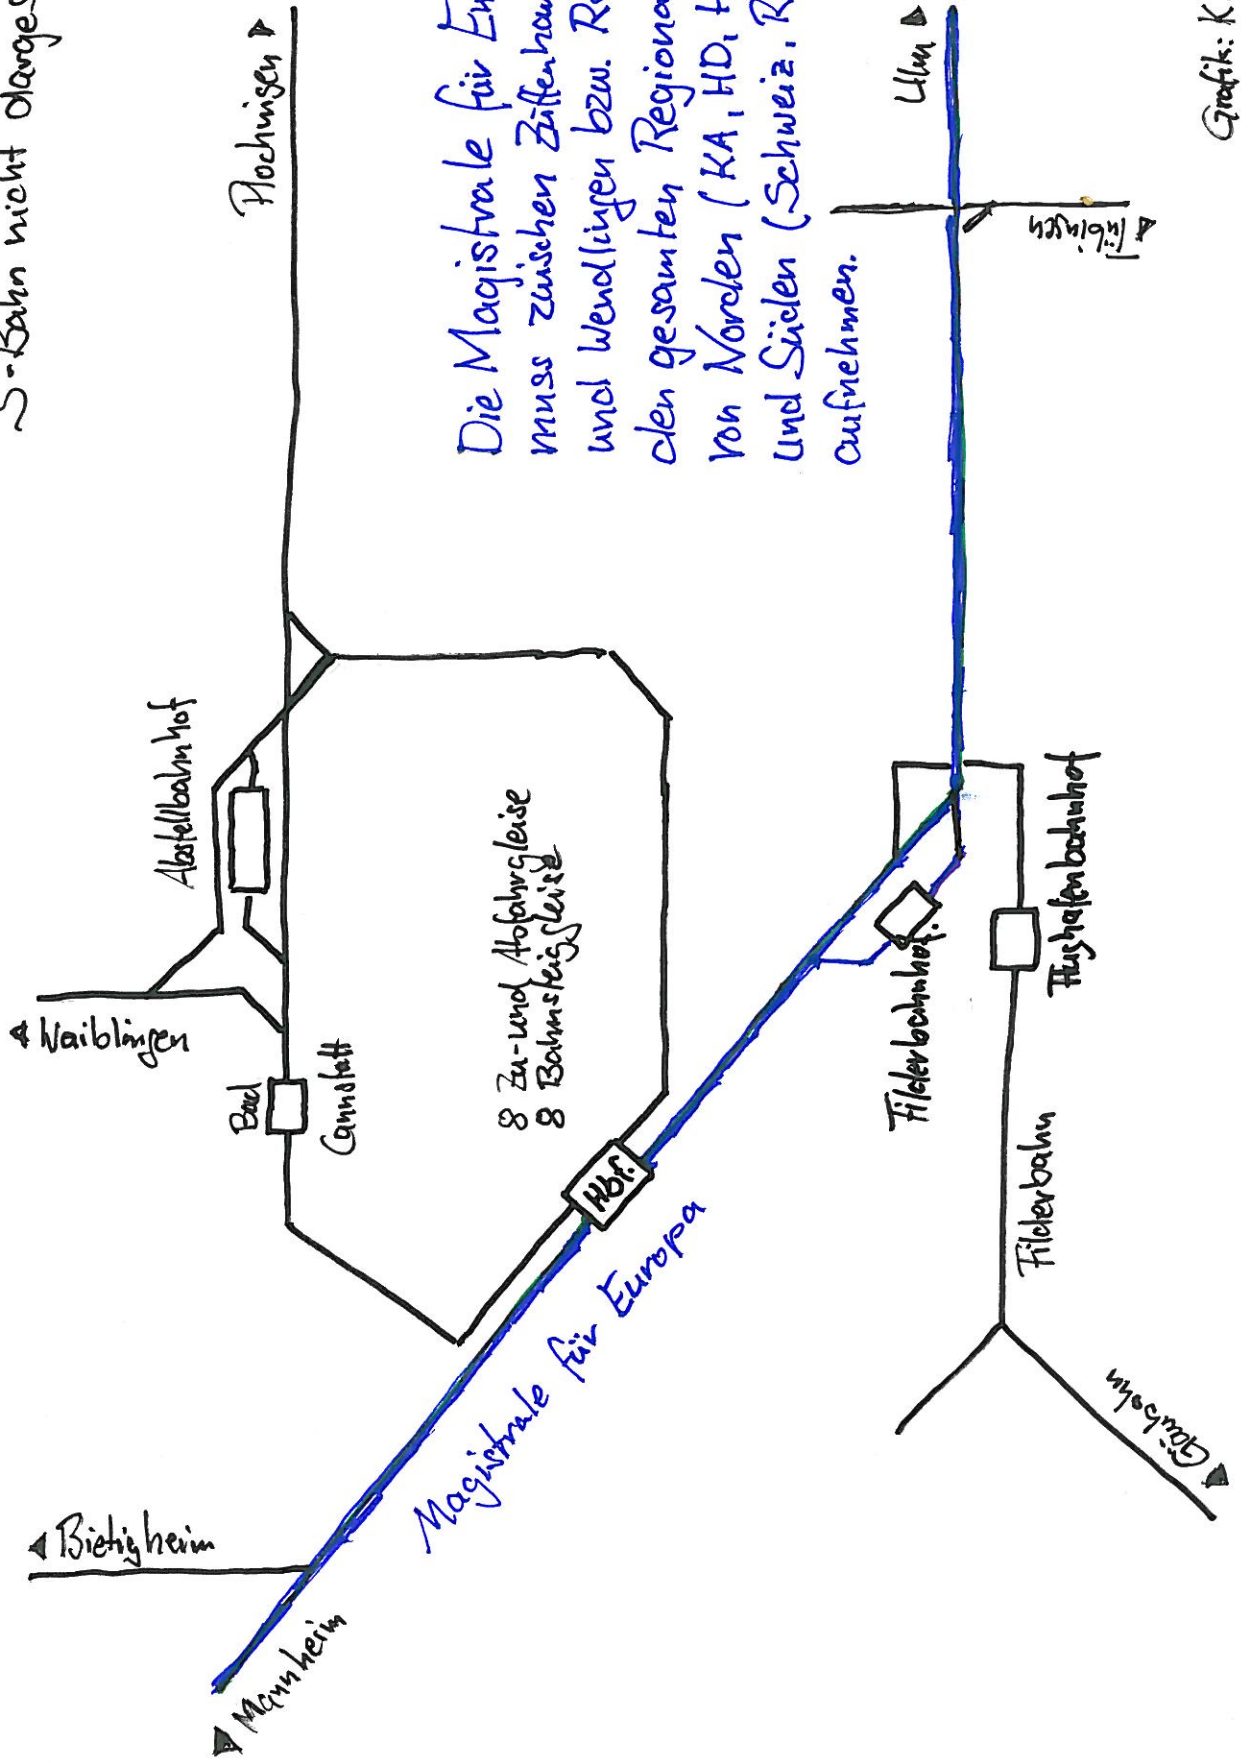 S-Bahn nicht darges
Bietigheim
Waiblingen
Abstellbahnhof
Plochingen
Bad
Cannstatt
Mannheim
Die Magistrale für Eu
muss zwischen Zuffenhau
und Wendlingen bzw. R
den gesamten Regiona
von Norden (KA, HD,
und Süden (Schweiz, R
aufnehmen.
8 Zu- und Abfahrgleise
8 Bahnsteiggleise
Hbf.
Magistrale für Europa
Ulm
Filderbahnhof
Tübingen
Flughafenbahnhof
Filderbahn
Gäubahn
Grafik: K